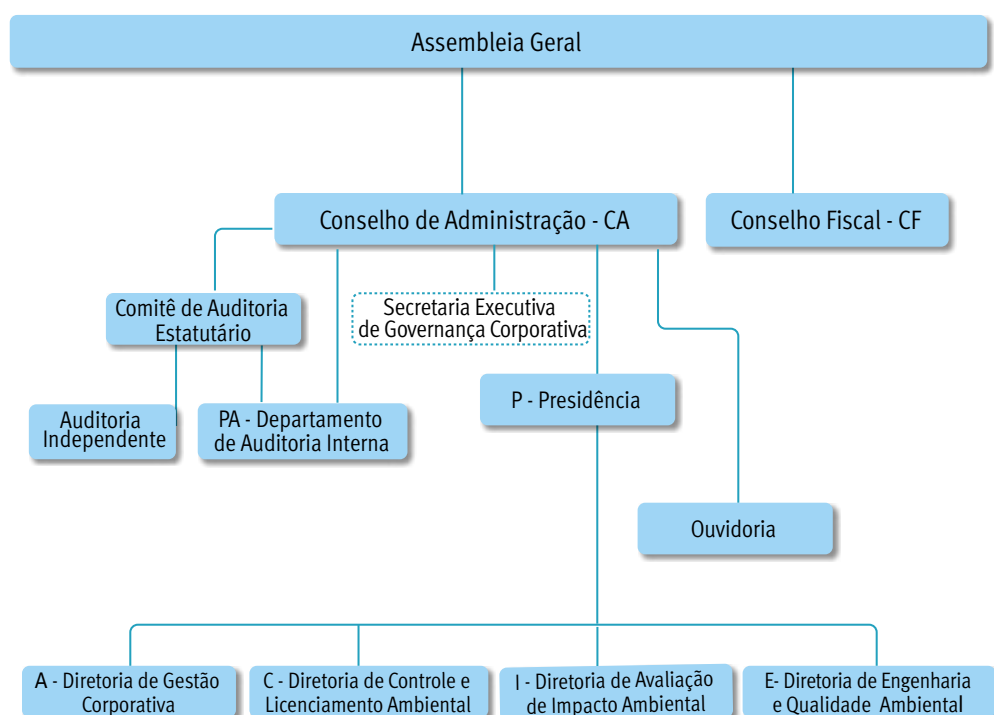 Assembleia Geral
Conselho de Administração - CA
Conselho Fiscal - CF
Comitê de Auditoria
Estatutário
Secretaria Executiva
de Governança Corporativa
P - Presidência
Auditoria
Independente
PA - Departamento
de Auditoria Interna
Ouvidoria
A - Diretoria de Gestão
Corporativa
C - Diretoria de Controle e
Licenciamento Ambiental
I - Diretoria de Avaliação
de Impacto Ambiental
E- Diretoria de Engenharia
e Qualidade Ambiental